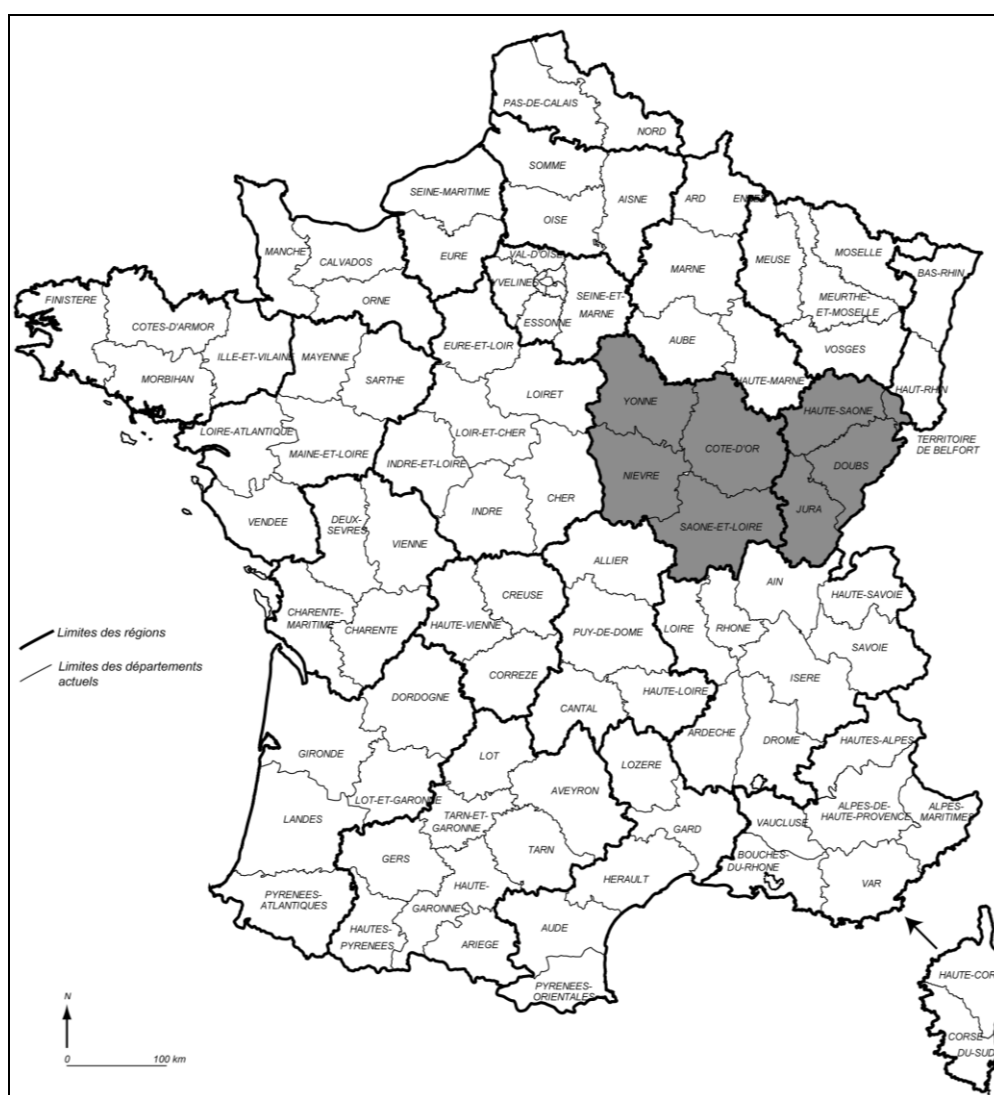 PAS-DE-CALAIS
NORD
SOMME
SEINE-MARITIME
AISNE
ARD ENNES
OISE
MANCHE
CALVADOS
EURE
VAL-D'OISE
MARNE
MEUSE
MOSELLE
BAS-RHIN
YVELINES
SEINE-ET-
MARNE
MEURTHE-
ET-MOSELLE
FINISTERE
ORNE
ESSONNE
COTES-D'ARMOR
ILLE-ET-VILAINE
MAYENNE
EURE-ET-LOIR
AUBE
VOSGES
MORBIHAN
SARTHE
LOIRET
YONNE
HAUTE-MARNE
HAUT-RHIN
HAUTE-SAONE
LOIRE-ATLANTIQUE
MAINE-ET-LOIRE
LOIR-ET-CHER
INDRE-ET-LOIRE
COTE-D'OR
TERRITOIRE
DE BELFORT
DOUBS
NIEVRE
CHER
INDRE
JURA
VENDEE
DEUX-
SEVRES
VIENNE
SAONE-ET-LOIRE
ALLIER
AIN
HAUTE-SAVOIE
CREUSE
CHARENTE-
MARITIME
CHARENTE
HAUTE-VIENNE
PUY-DE-DOME
LOIRE
RHONE
SAVOIE
Limites des régions
Limites des départements
actuels
CORREZE
ISERE
DORDOGNE
HAUTE-LOIRE
CANTAL
ARDECHE
DROME
HAUTES-ALPES
GIRONDE
LOT
LOZERE
AVEYRON
LOT-ET-GARONNE
LANDES
TARN-ET-
GARONNE
GARD
VAUCLUSE
ALPES-DE-
HAUTE-PROVENCE
ALPES-
MARITIMES
GERS
TARN
BOUCHES-
DU-RHONE
HERAULT
VAR
PYRENEES-
ATLANTIQUES
HAUTE-
GARONNE
HAUTES-
PYRENEES
ARIEGE
AUDE
PYRENEES-
ORIENTALES
HAUTE-COR
CORSE
DU-SUD
N
0 100 km